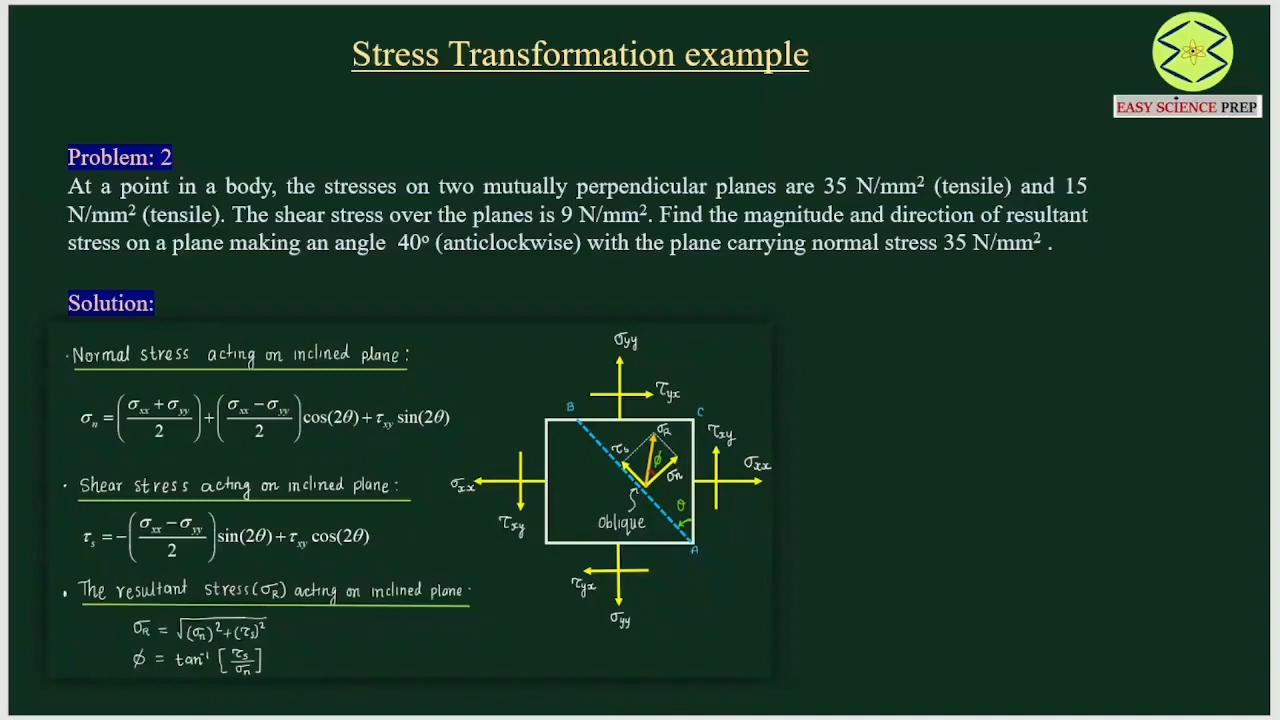 Stress Transformation example
EASY SCIENCE PREP
Problem: 2
At a point in a body, the stresses on two mutually perpendicular planes are 35 N/mm² (tensile) and 15
N/mm² (tensile). The shear stress over the planes is 9 N/mm². Find the magnitude and direction of resultant
stress on a plane making an angle 40° (anticlockwise) with the plane carrying normal stress 35 N/mm² .
Solution:
· Normal stress acting on inclined plane:
σₙ = ((σxx + σyy)/2) + ((σxx − σyy)/2) cos(2θ) + τxy sin(2θ)
· Shear stress acting on inclined plane:
τs = −((σxx − σyy)/2) sin(2θ) + τxy cos(2θ)
· The resultant stress(σR) acting on inclined plane·
σR = √((σn)² + (τs)²)
φ = tan⁻¹ [τs/σn]
σyy
τyx
B
C
σR
τxy
τs
φ
σn
σxx
σxx
θ
τxy
oblique
A
τyx
σyy